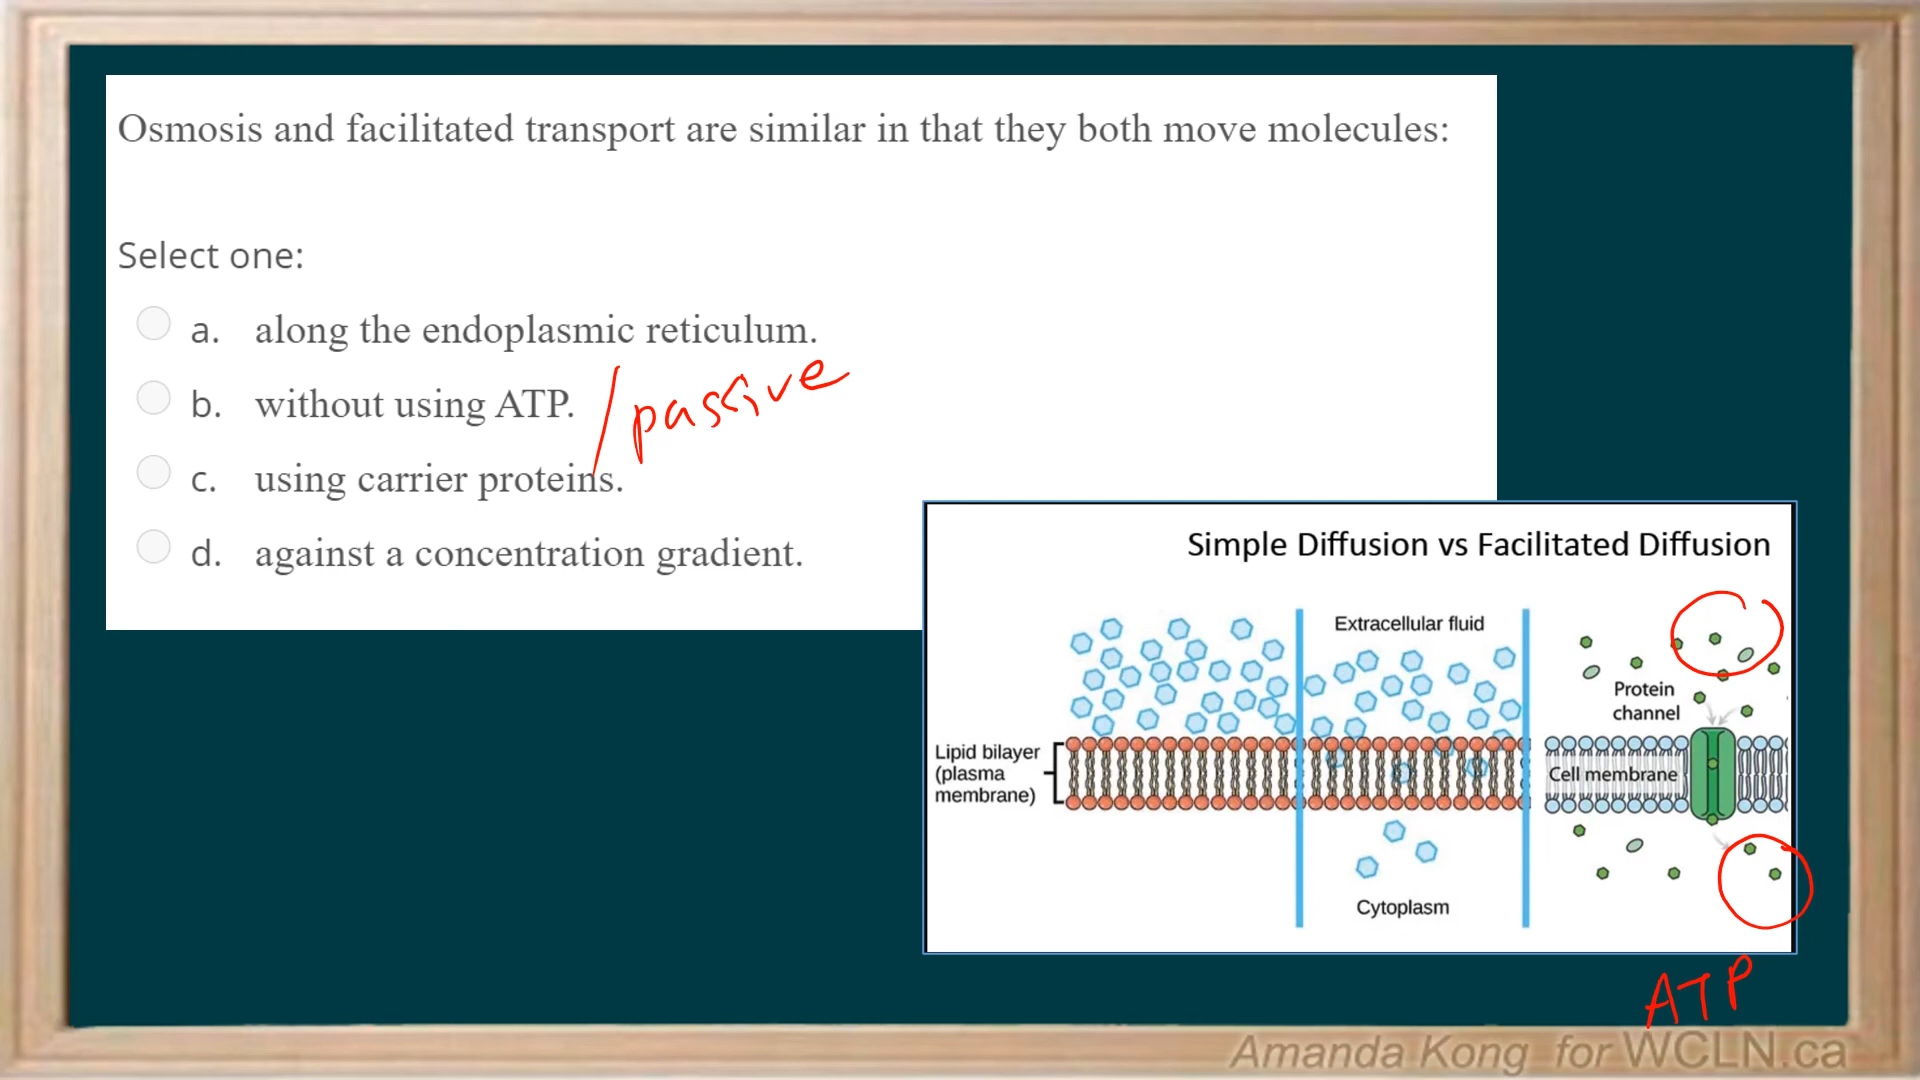 Osmosis and facilitated transport are similar in that they both move molecules:
Select one:
a. along the endoplasmic reticulum.
b. without using ATP. / passive
c. using carrier proteins.
d. against a concentration gradient.
Simple Diffusion vs Facilitated Diffusion
Extracellular fluid
Protein
channel
Lipid bilayer
(plasma
membrane)
Cell membrane
Cytoplasm
ATP
Amanda Kong for WCLN.ca